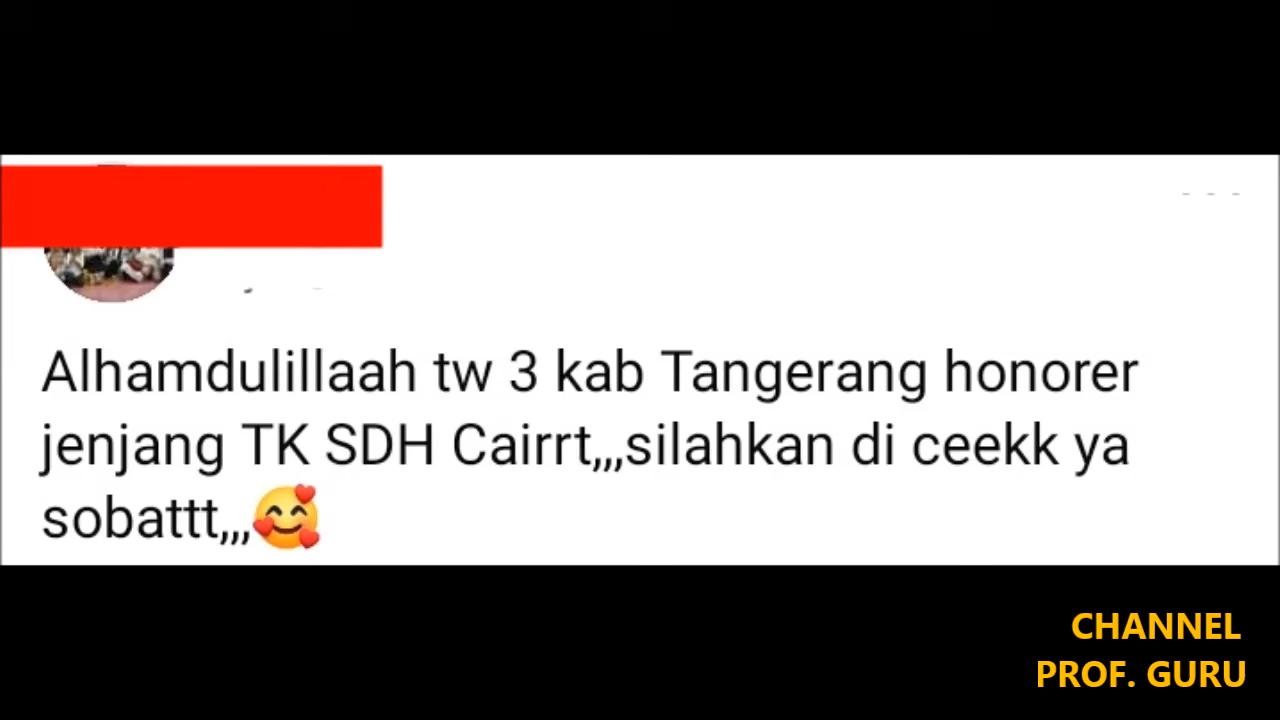 Alhamdulillaah tw 3 kab Tangerang honorer
jenjang TK SDH Cairrt,,,silahkan di ceekk ya
sobattt,,,🥰
CHANNEL
PROF. GURU